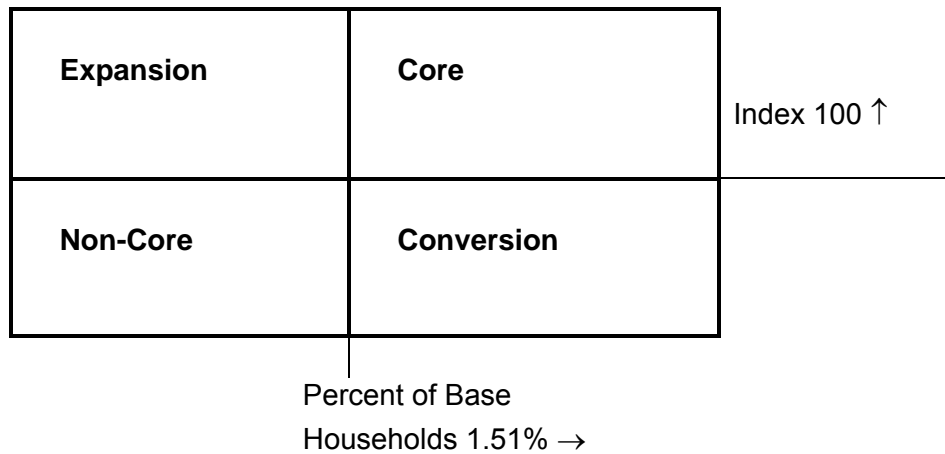 Expansion
Core
Index 100 ↑
Non-Core
Conversion
Percent of Base
Households 1.51% →